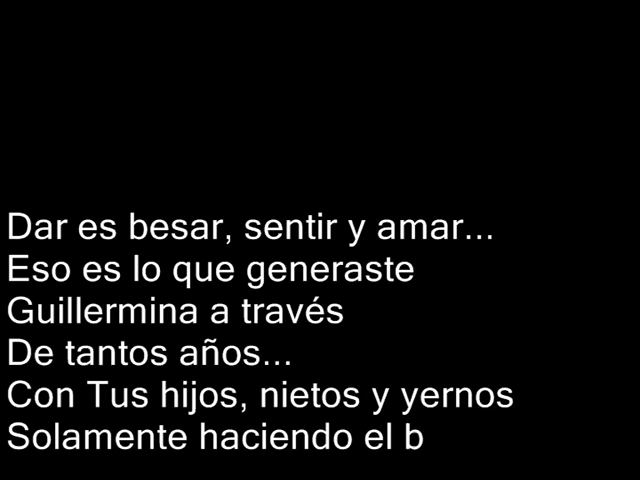 Dar es besar, sentir y amar...
Eso es lo que generaste
Guillermina a través
De tantos años...
Con Tus hijos, nietos y yernos
Solamente haciendo el b